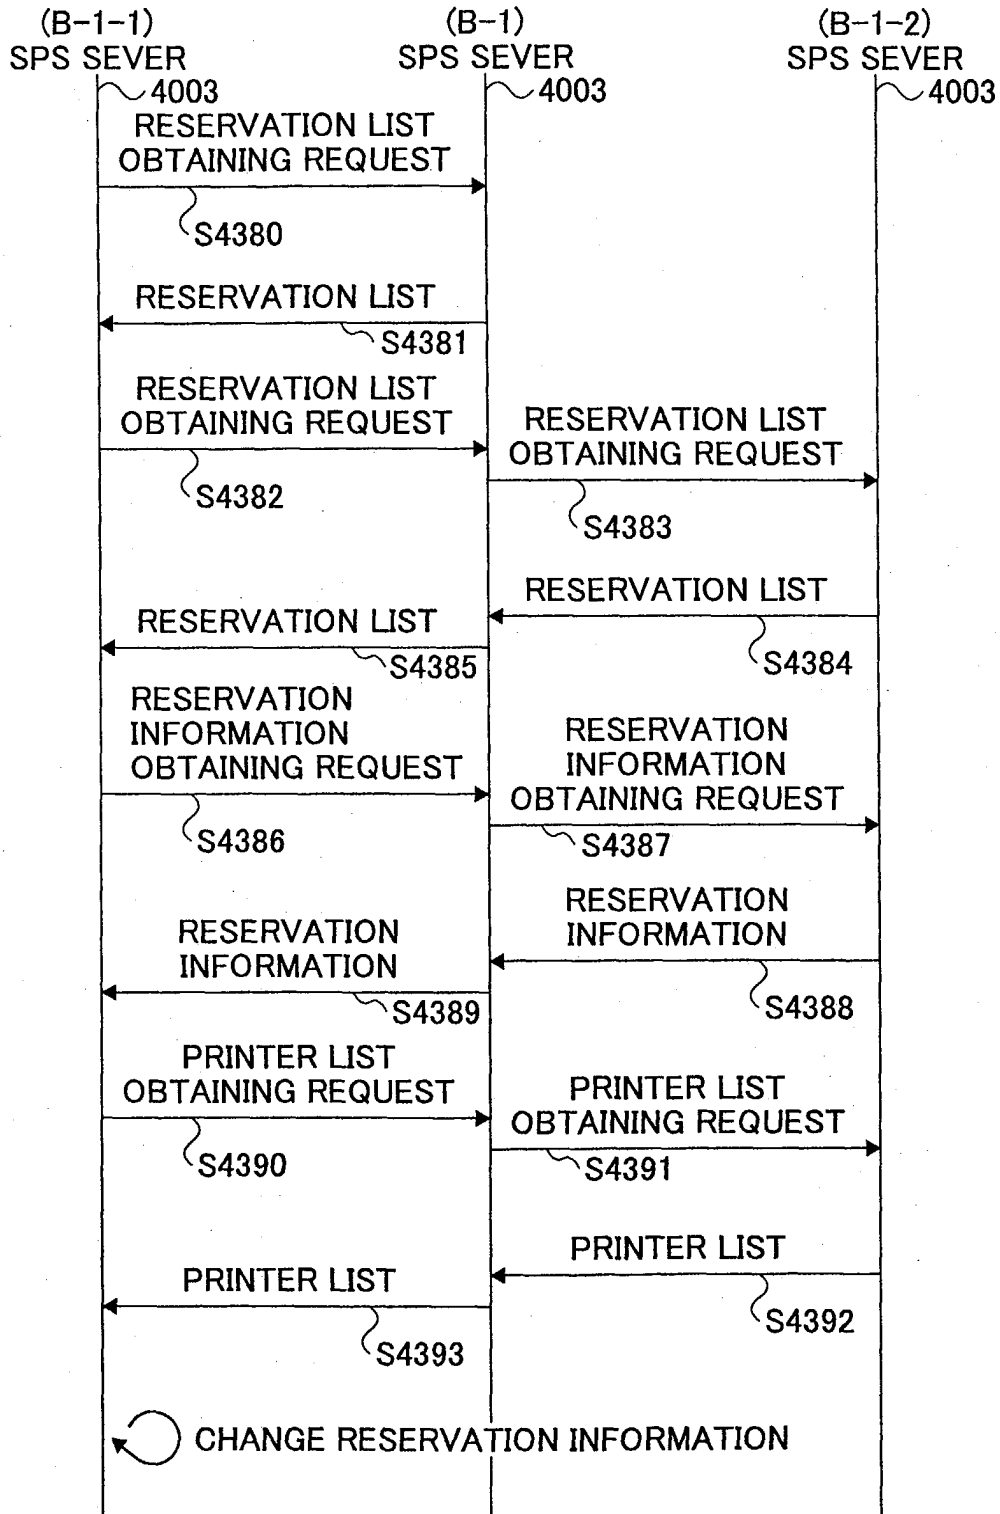 (B-1-1)
SPS SEVER
4003
(B-1)
SPS SEVER
4003
(B-1-2)
SPS SEVER
4003
RESERVATION LIST
OBTAINING REQUEST
S4380
RESERVATION LIST
S4381
RESERVATION LIST
OBTAINING REQUEST
S4382
RESERVATION LIST
OBTAINING REQUEST
S4383
RESERVATION LIST
S4384
RESERVATION LIST
S4385
RESERVATION
INFORMATION
OBTAINING REQUEST
S4386
RESERVATION
INFORMATION
OBTAINING REQUEST
S4387
RESERVATION
INFORMATION
S4388
RESERVATION
INFORMATION
S4389
PRINTER LIST
OBTAINING REQUEST
S4390
PRINTER LIST
OBTAINING REQUEST
S4391
PRINTER LIST
S4392
PRINTER LIST
S4393
CHANGE RESERVATION INFORMATION